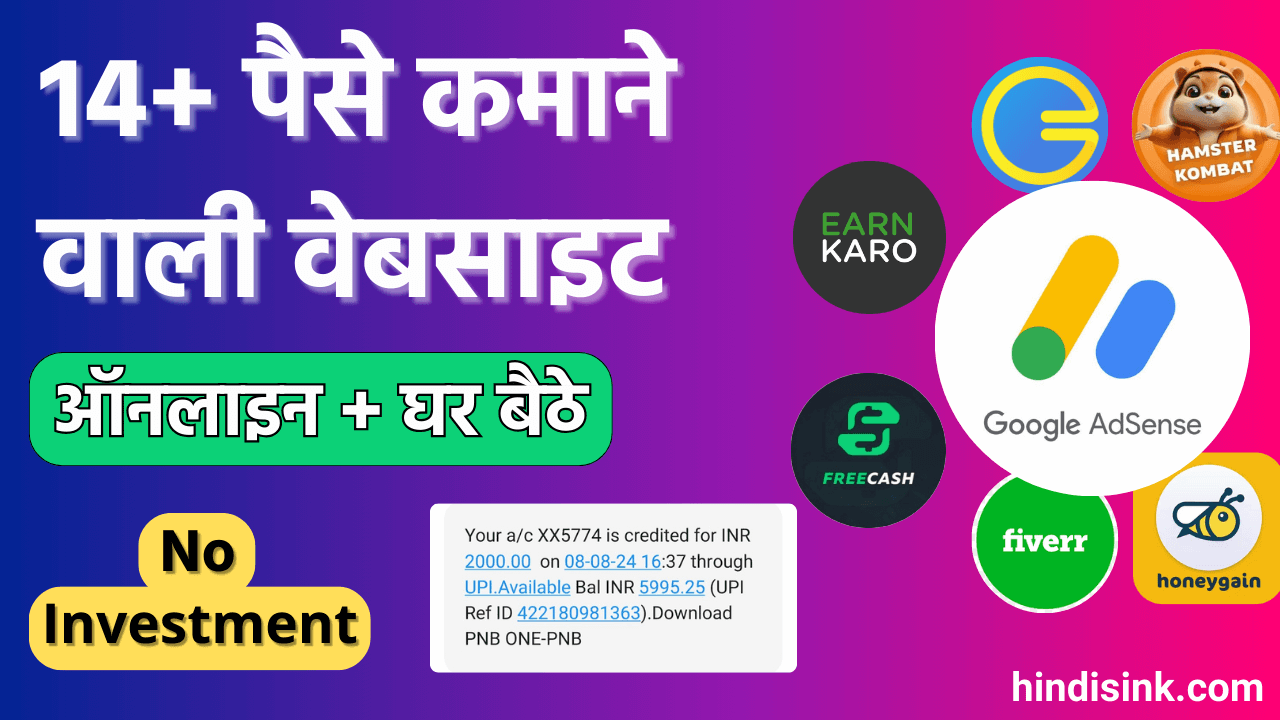 14+ पैसे कमाने
वाली वेबसाइट
ऑनलाइन + घर बैठे
No
Investment
Your a/c XX5774 is credited for INR
2000.00 on 08-08-24 16:37 through
UPI.Available Bal INR 5995.25 (UPI
Ref ID 422180981363).Download
PNB ONE-PNB
EARN
KARO
HAMSTER
KOMBAT
Google AdSense
FREECASH
fiverr
honeygain
hindisink.com